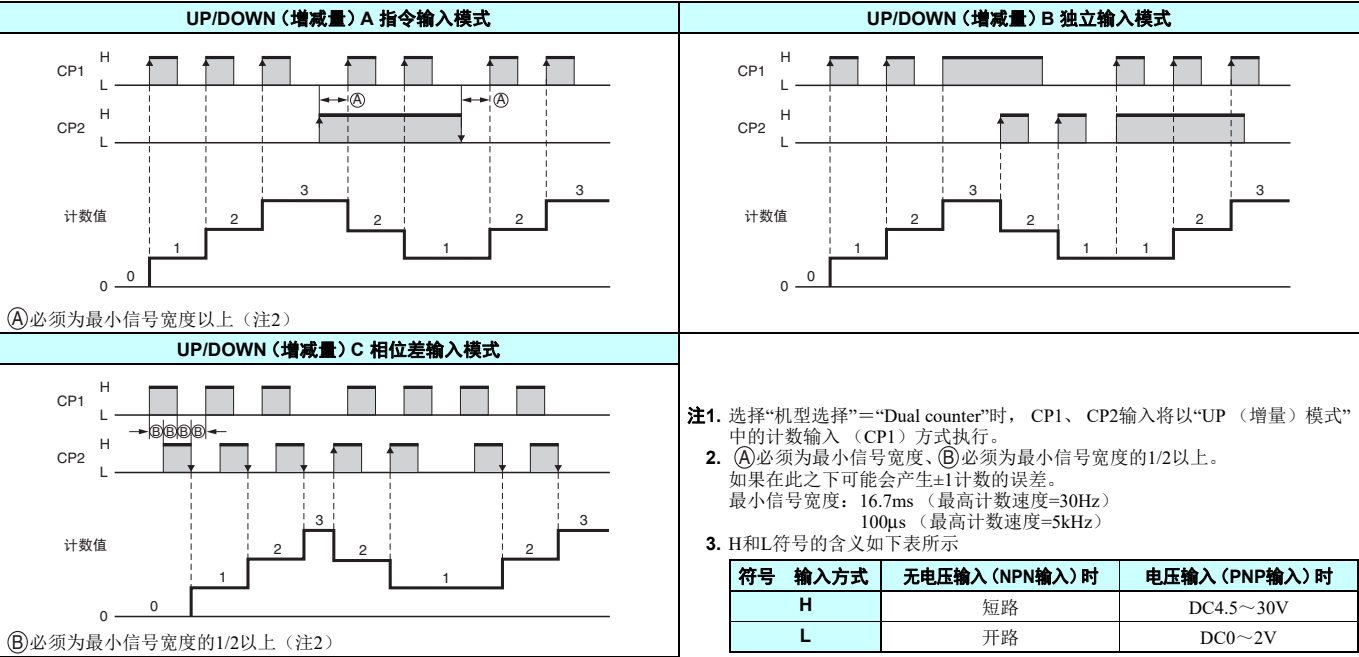 UP/DOWN（增减量）A 指令输入模式
CP1
H
L
Ⓐ
Ⓐ
CP2
H
L
计数值
0
0
1
2
3
2
1
2
3
Ⓐ必须为最小信号宽度以上（注2）
UP/DOWN（增减量）B 独立输入模式
CP1
H
L
CP2
H
L
计数值
0
0
1
2
3
2
1
1
2
3
UP/DOWN（增减量）C 相位差输入模式
CP1
H
L
ⒷⒷⒷⒷ
CP2
H
L
计数值
0
0
1
2
3
2
1
2
3
Ⓑ必须为最小信号宽度的1/2以上（注2）
注1. 选择“机型选择”＝“Dual counter”时， CP1、 CP2输入将以“UP （增量）模式”
中的计数输入 （CP1）方式执行。
2. Ⓐ必须为最小信号宽度、Ⓑ必须为最小信号宽度的1/2以上。
如果在此之下可能会产生±1计数的误差。
最小信号宽度：16.7ms （最高计数速度=30Hz）
100μs （最高计数速度=5kHz）
3. H和L符号的含义如下表所示
符号 输入方式 无电压输入（NPN输入）时 电压输入（PNP输入）时
H 短路 DC4.5～30V
L 开路 DC0～2V